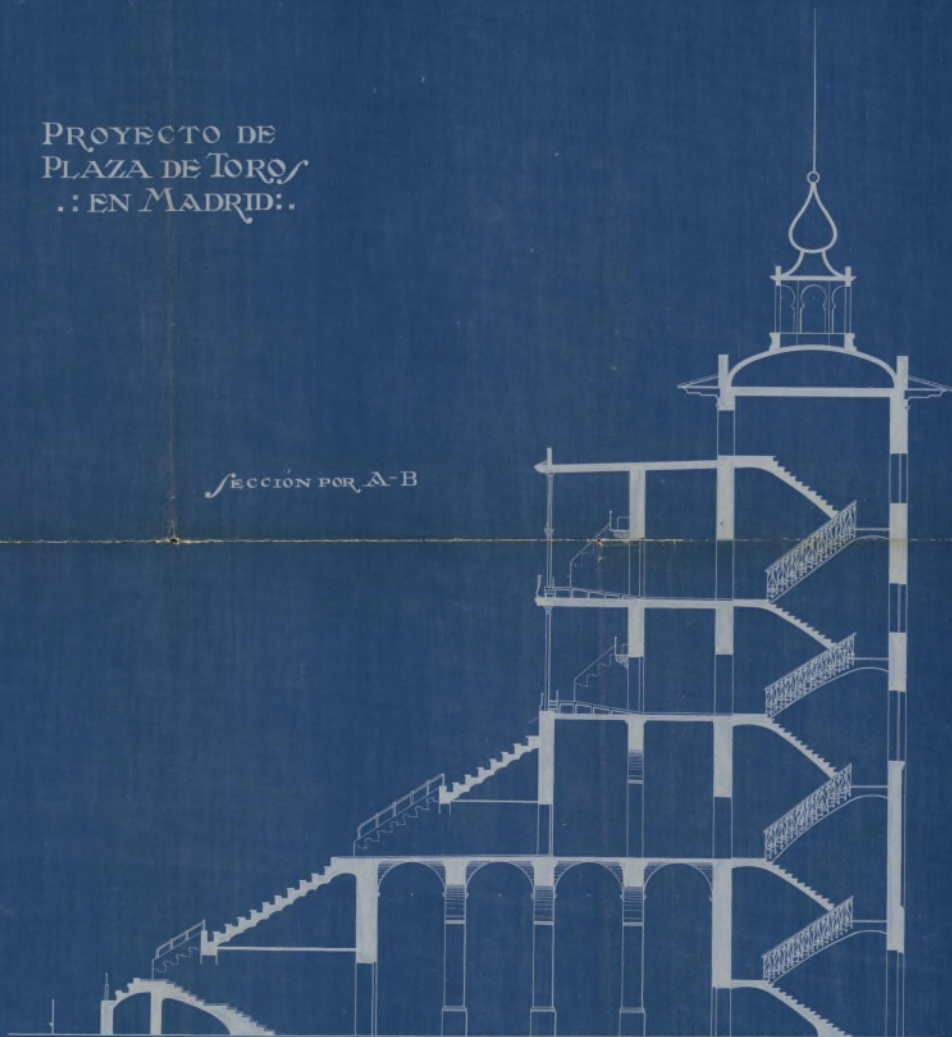 PROYECTO DE
PLAZA DE TOROS
.: EN MADRID:.
SECCIÓN POR A-B